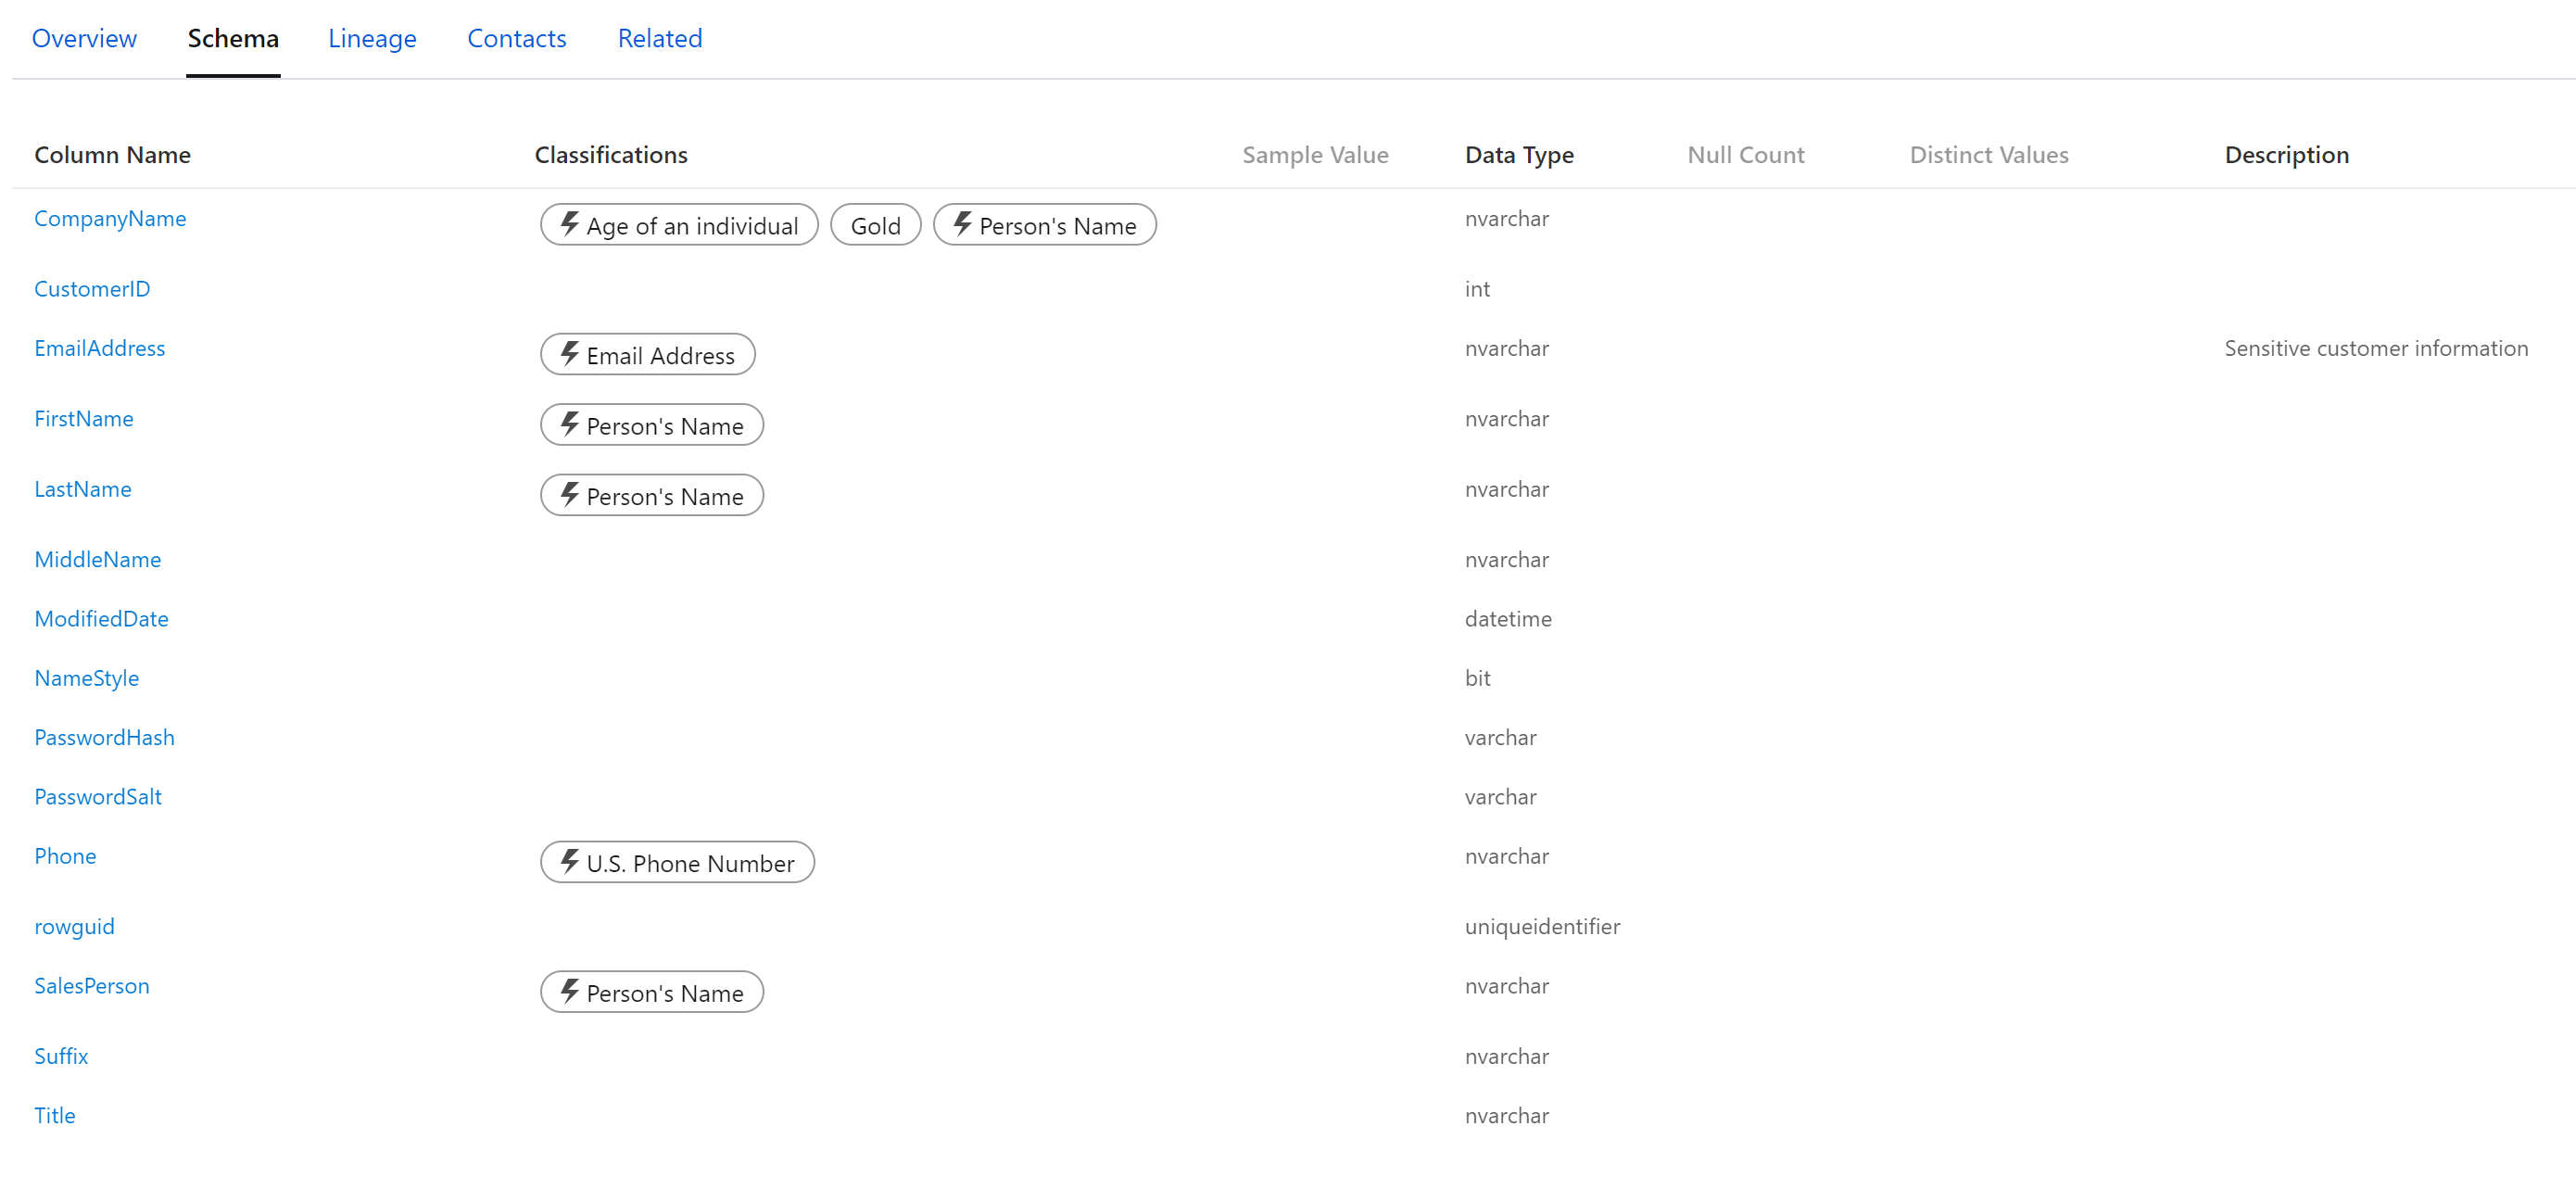 Overview Schema Lineage Contacts Related
Column Name Classifications Sample Value Data Type Null Count Distinct Values Description
CompanyName Age of an individual Gold Person's Name nvarchar
CustomerID int
EmailAddress Email Address nvarchar Sensitive customer information
FirstName Person's Name nvarchar
LastName Person's Name nvarchar
MiddleName nvarchar
ModifiedDate datetime
NameStyle bit
PasswordHash varchar
PasswordSalt varchar
Phone U.S. Phone Number nvarchar
rowguid uniqueidentifier
SalesPerson Person's Name nvarchar
Suffix nvarchar
Title nvarchar